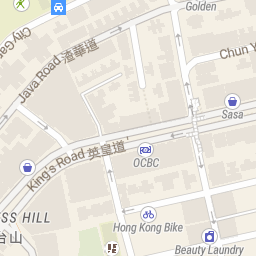 Golden
City Gar
Java Road 渣華道
Chun Y
Sasa
King's Road 英皇道
OCBC
SS HILL
台山
Hong Kong Bike
Beauty Laundry